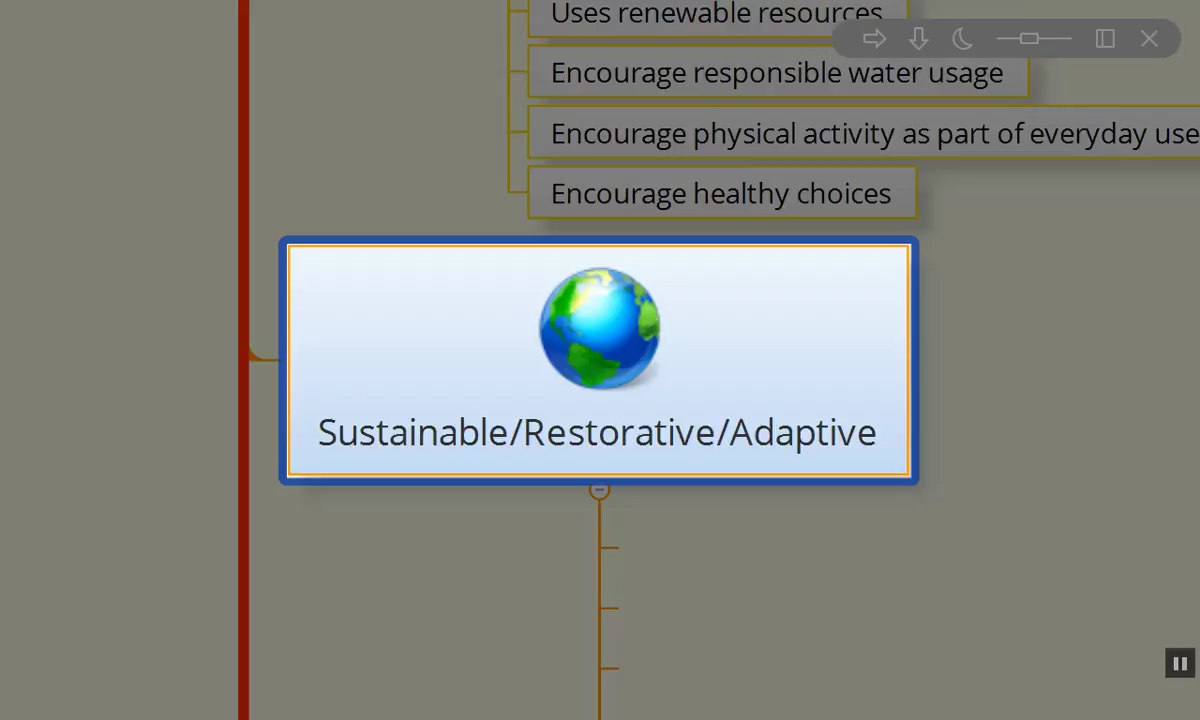 Uses renewable resources
Encourage responsible water usage
Encourage physical activity as part of everyday use
Encourage healthy choices
Sustainable/Restorative/Adaptive